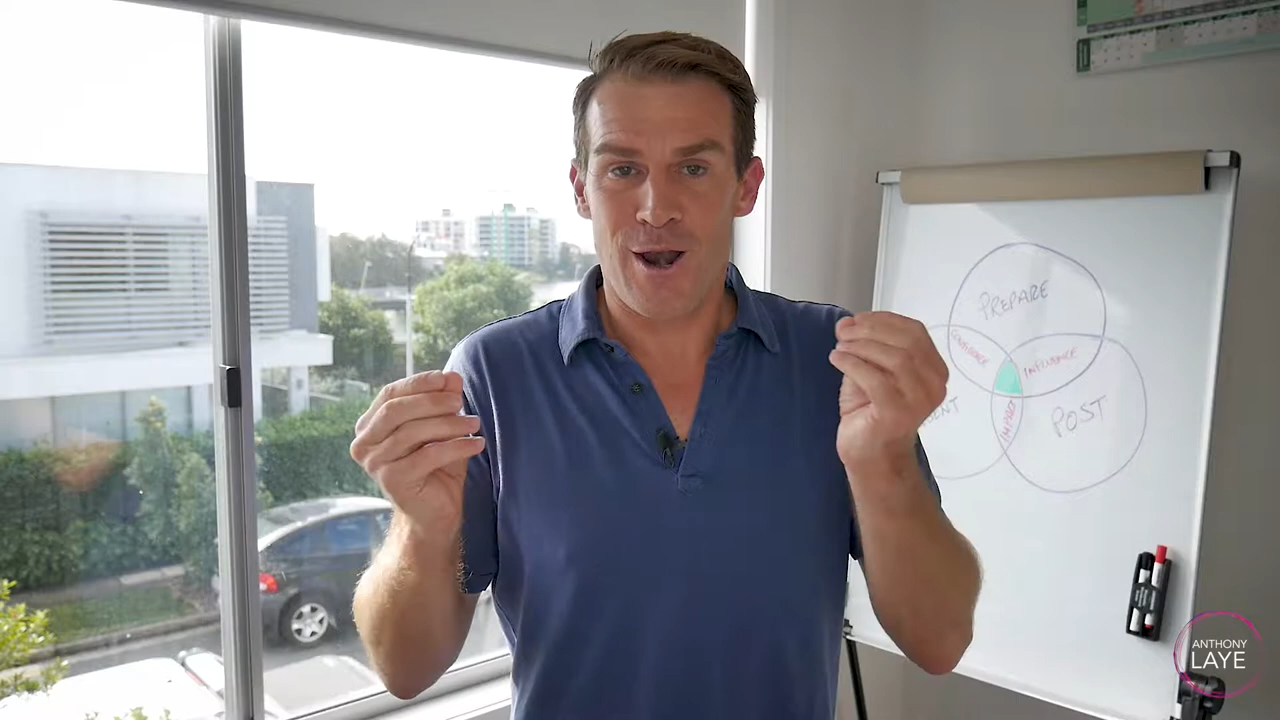 PREPARE
CONFIDENCE
INFLUENCE
POST
IMPACT
ANTHONY
LAYE